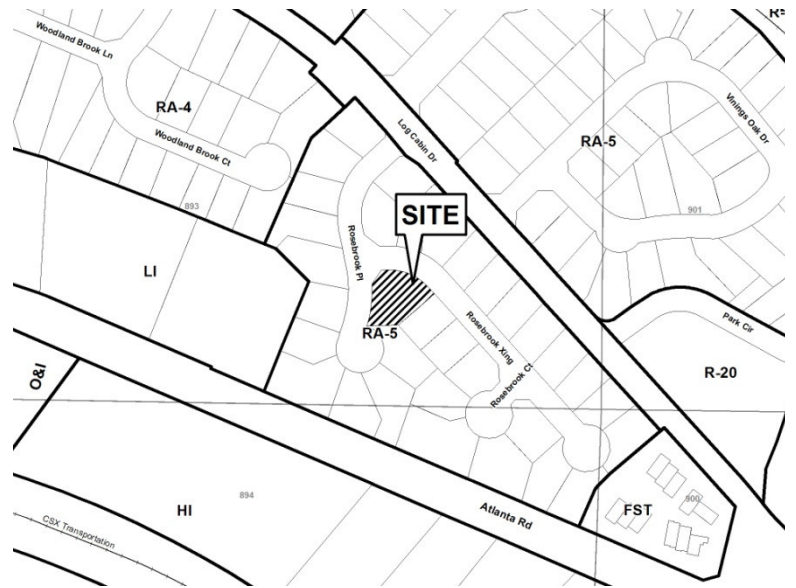 R-
Woodland Brook Ln
RA-4
Woodland Brook Ct
Log Cabin Dr
Vinings Oak Dr
RA-5
893
901
SITE
Rosebrook Pl
LI
RA-5
Rosebrook Xing
Rosebrook Ct
Park Cir
R-20
O&I
894
HI
CSX Transportation
Atlanta Rd
FST
900